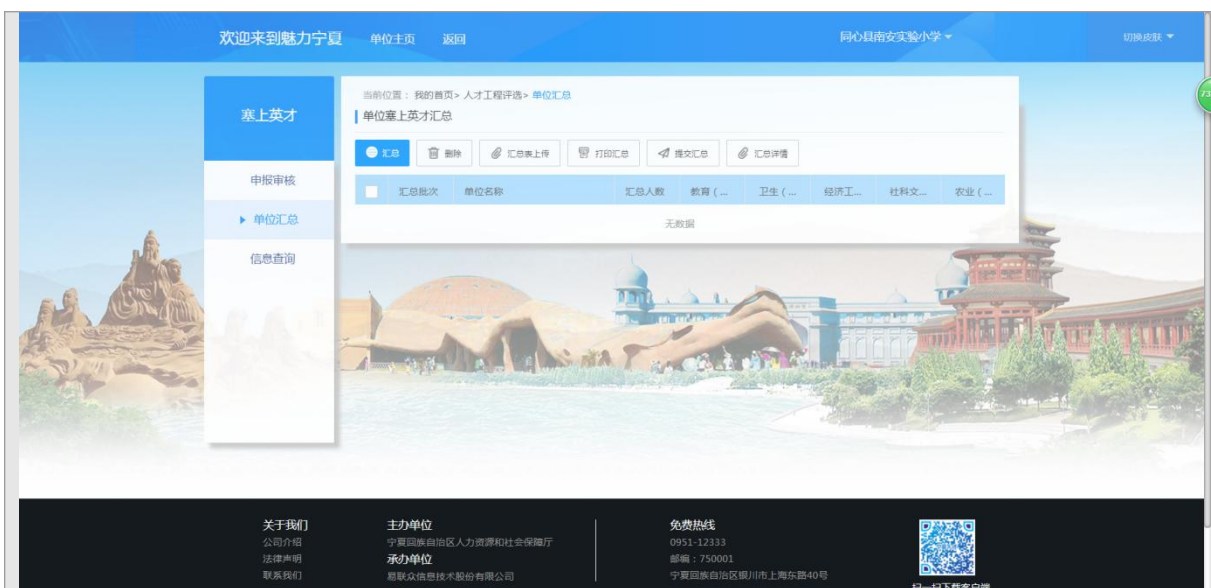 欢迎来到魅力宁夏 单位主页 返回 同心县南安实验小学 切换皮肤
73
塞上英才
申报审核
单位汇总
信息查询
当前位置：我的首页> 人才工程评选> 单位汇总
单位塞上英才汇总
汇总 删除 汇总表上传 打印汇总 提交汇总 汇总详情
汇总批次 单位名称 汇总人数 教育 (... 卫生 (... 经济工... 社科文... 农业 (...
无数据
关于我们
公司介绍
法律声明
联系我们
主办单位
宁夏回族自治区人力资源和社会保障厅
承办单位
易联众信息技术股份有限公司
免费热线
0951-12333
邮编：750001
宁夏回族自治区银川市上海东路40号
扫一扫下载客户端